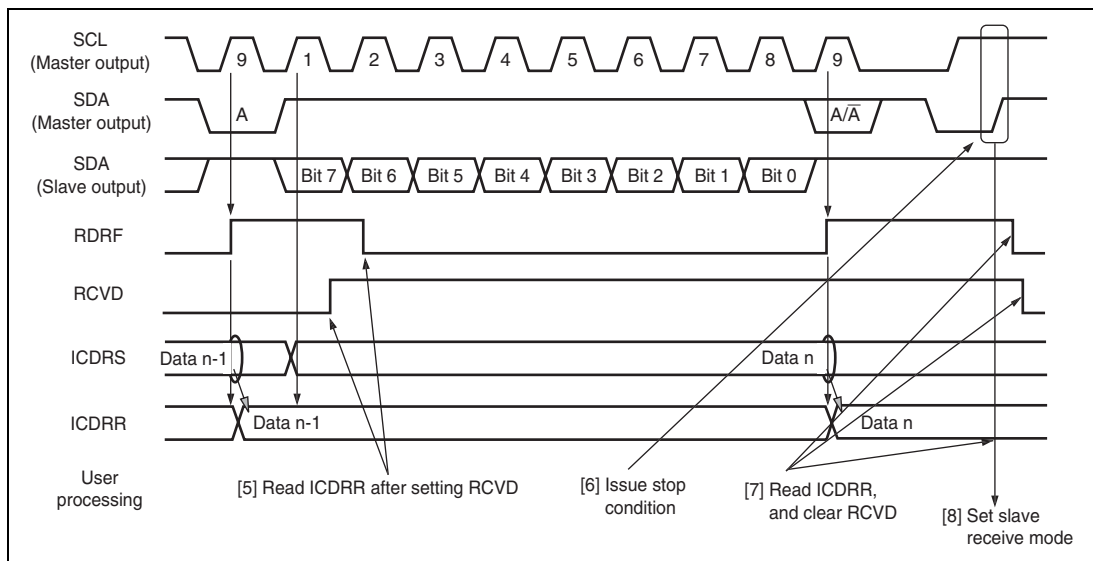 SCL
(Master output)
9 1 2 3 4 5 6 7 8 9
SDA
(Master output)
A A/A̅
SDA
(Slave output)
Bit 7 Bit 6 Bit 5 Bit 4 Bit 3 Bit 2 Bit 1 Bit 0
RDRF
RCVD
ICDRS
Data n-1 Data n
ICDRR
Data n-1 Data n
User
processing
[5] Read ICDRR after setting RCVD
[6] Issue stop
condition
[7] Read ICDRR,
and clear RCVD
[8] Set slave
receive mode